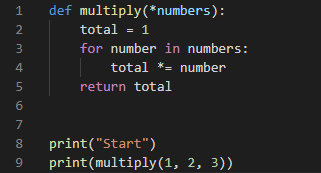 1 def multiply(*numbers):
2     total = 1
3     for number in numbers:
4         total *= number
5     return total
6
7
8 print("Start")
9 print(multiply(1, 2, 3))